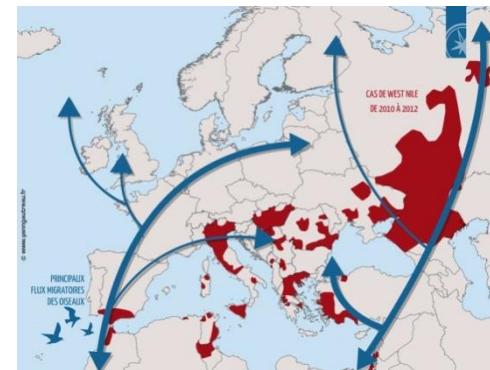 CAS DE WEST NILE
DE 2010 À 2012
PRINCIPAUX
FLUX MIGRATOIRES
DES OISEAUX